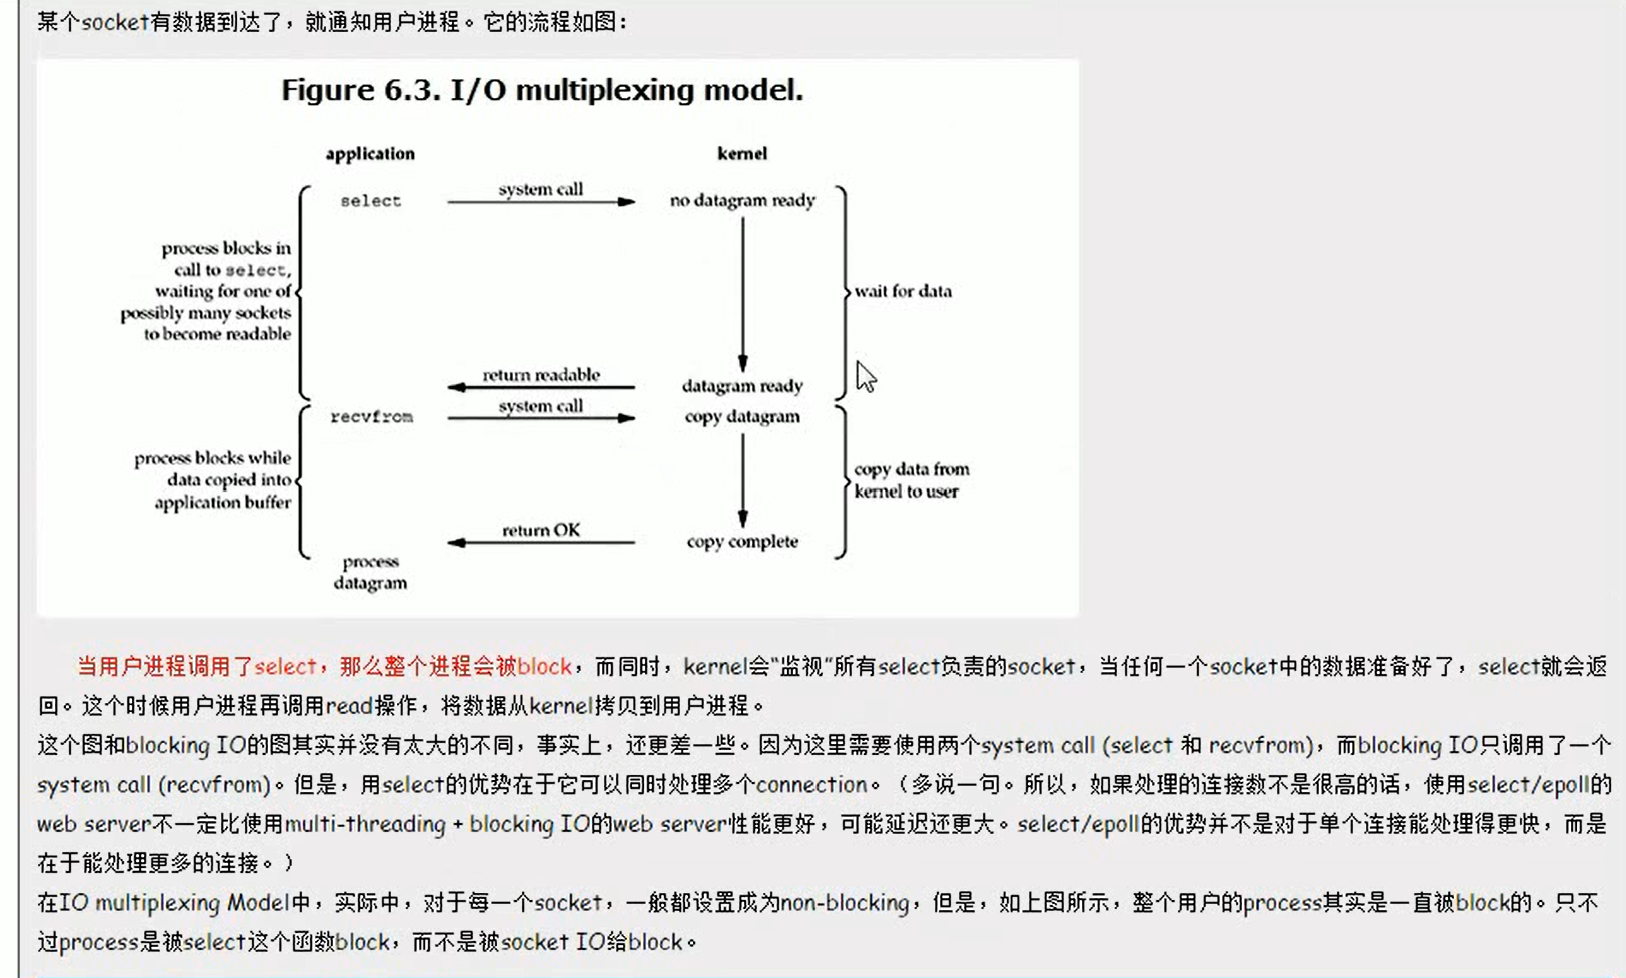 某个socket有数据到达了，就通知用户进程。它的流程如图：
Figure 6.3. I/O multiplexing model.
application
kernel
select
system call
no datagram ready
process blocks in
call to select,
waiting for one of
possibly many sockets
to become readable
wait for data
return readable
datagram ready
recvfrom
system call
copy datagram
process blocks while
data copied into
application buffer
copy data from
kernel to user
return OK
copy complete
process
datagram
当用户进程调用了select，那么整个进程会被block，而同时，kernel会“监视”所有select负责的socket，当任何一个socket中的数据准备好了，select就会返
回。这个时候用户进程再调用read操作，将数据从kernel拷贝到用户进程。
这个图和blocking IO的图其实并没有太大的不同，事实上，还更差一些。因为这里需要使用两个system call (select 和 recvfrom)，而blocking IO只调用了一个
system call (recvfrom)。但是，用select的优势在于它可以同时处理多个connection。（多说一句。所以，如果处理的连接数不是很高的话，使用select/epoll的
web server不一定比使用multi-threading + blocking IO的web server性能更好，可能延迟还更大。select/epoll的优势并不是对于单个连接能处理得更快，而是
在于能处理更多的连接。）
在IO multiplexing Model中，实际中，对于每一个socket，一般都设置成为non-blocking，但是，如上图所示，整个用户的process其实是一直被block的。只不
过process是被select这个函数block，而不是被socket IO给block。